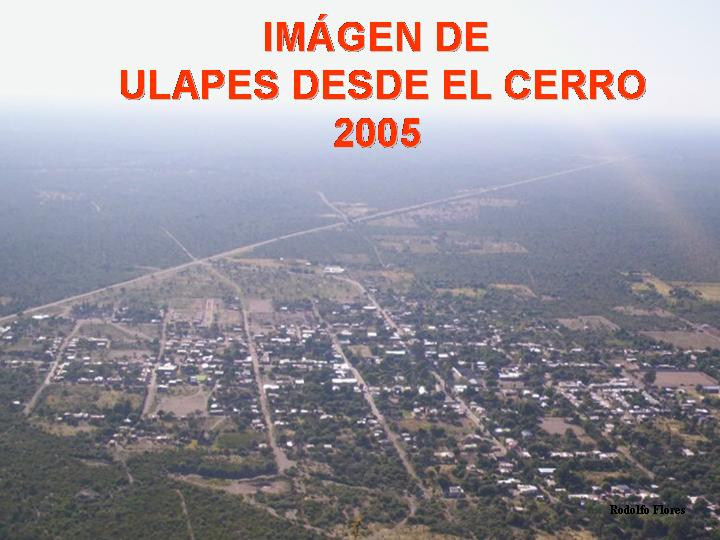 IMÁGEN DE
ULAPES DESDE EL CERRO
2005
Rodolfo Flores